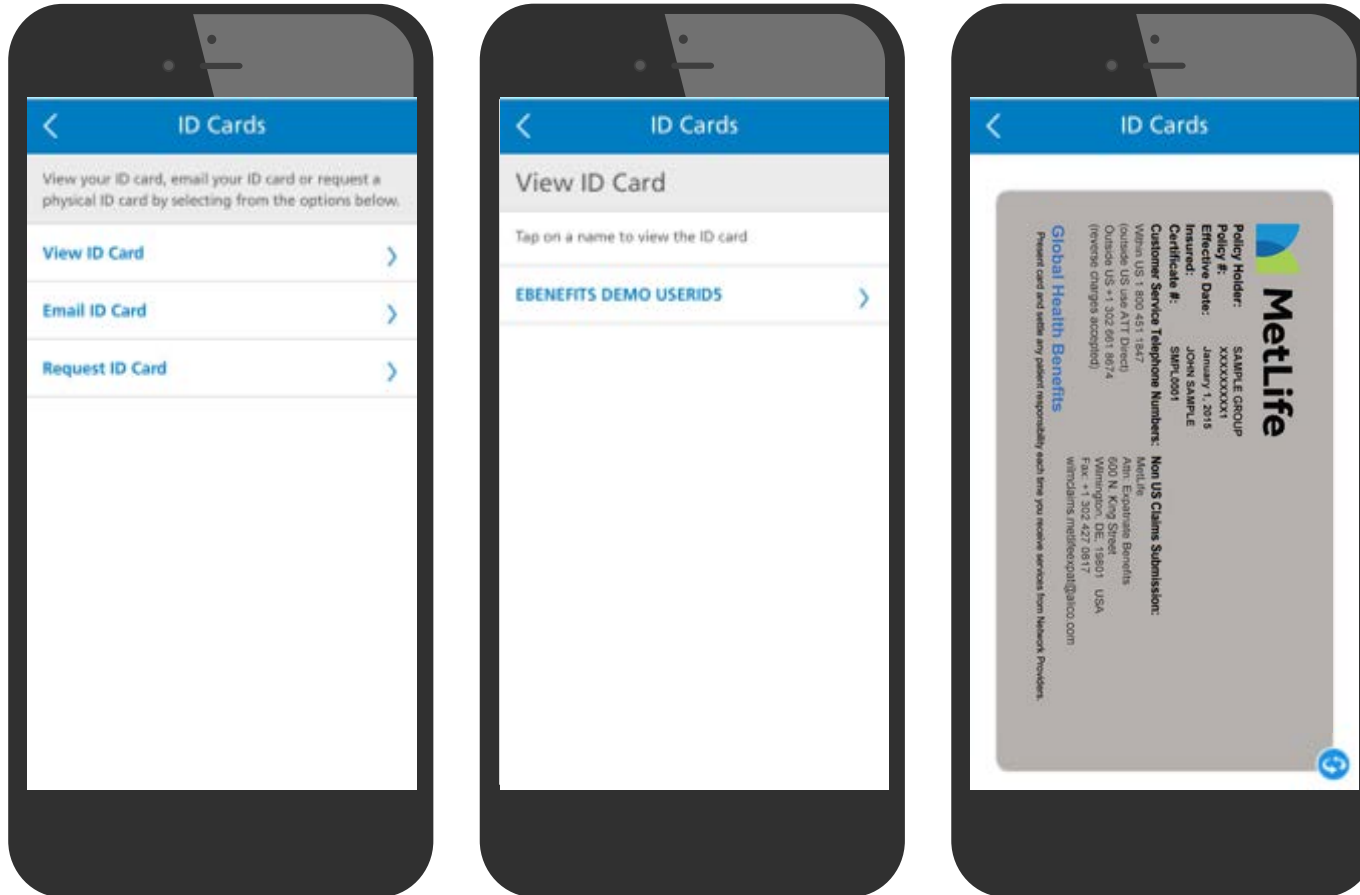 ID Cards
View your ID card, email your ID card or request a
physical ID card by selecting from the options below.
View ID Card
Email ID Card
Request ID Card
ID Cards
View ID Card
Tap on a name to view the ID card
EBENEFITS DEMO USERID5
ID Cards
MetLife
Policy Holder: SAMPLE GROUP
Policy #: XXXXXXXXX1
Effective Date: January 1, 2015
Insured: JOHN SAMPLE
Certificate #: SMPL0001
Customer Service Telephone Numbers:
Within US 1 800 451 1847
(outside US use ATT Direct)
Outside US +1 302 661 8674
(reverse charges accepted)
Non US Claims Submission:
MetLife
Attn: Expatriate Benefits
600 N. King Street
Wilmington, DE, 19801 USA
Fax: +1 302 427 0817
wilmclaims.metlifeexpat@alico.com
Global Health Benefits
Present card and settle any patient responsibility each time you receive services from Network Providers.